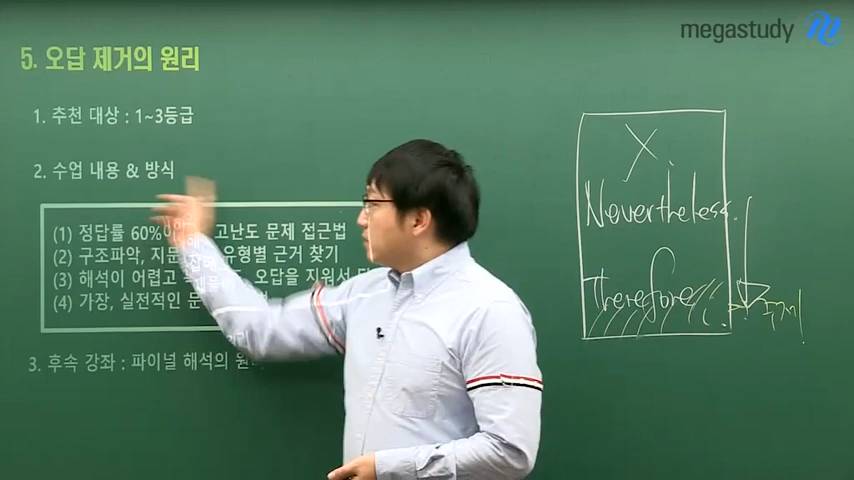 megastudy
5. 오답 제거의 원리
1. 추천 대상 : 1~3등급
2. 수업 내용 & 방식
(1) 정답률 60% 고난도 문제 접근법
(2) 구조파악, 유형별 근거 찾기
(3) 해석이 어렵고 오답을 지워서
(4) 가장, 실전적인
3. 후속 강좌 : 파이널 해석의
X
Nevertheless
Therefore